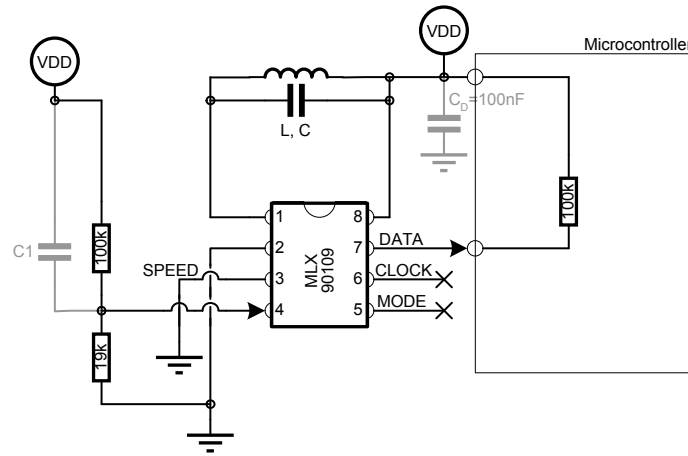 Microcontroller
VDD
VDD
C_D=100nF
L, C
C1
100k
100k
1
8
2
7
DATA
SPEED
3
MLX
90109
6
CLOCK
4
5
MODE
19k